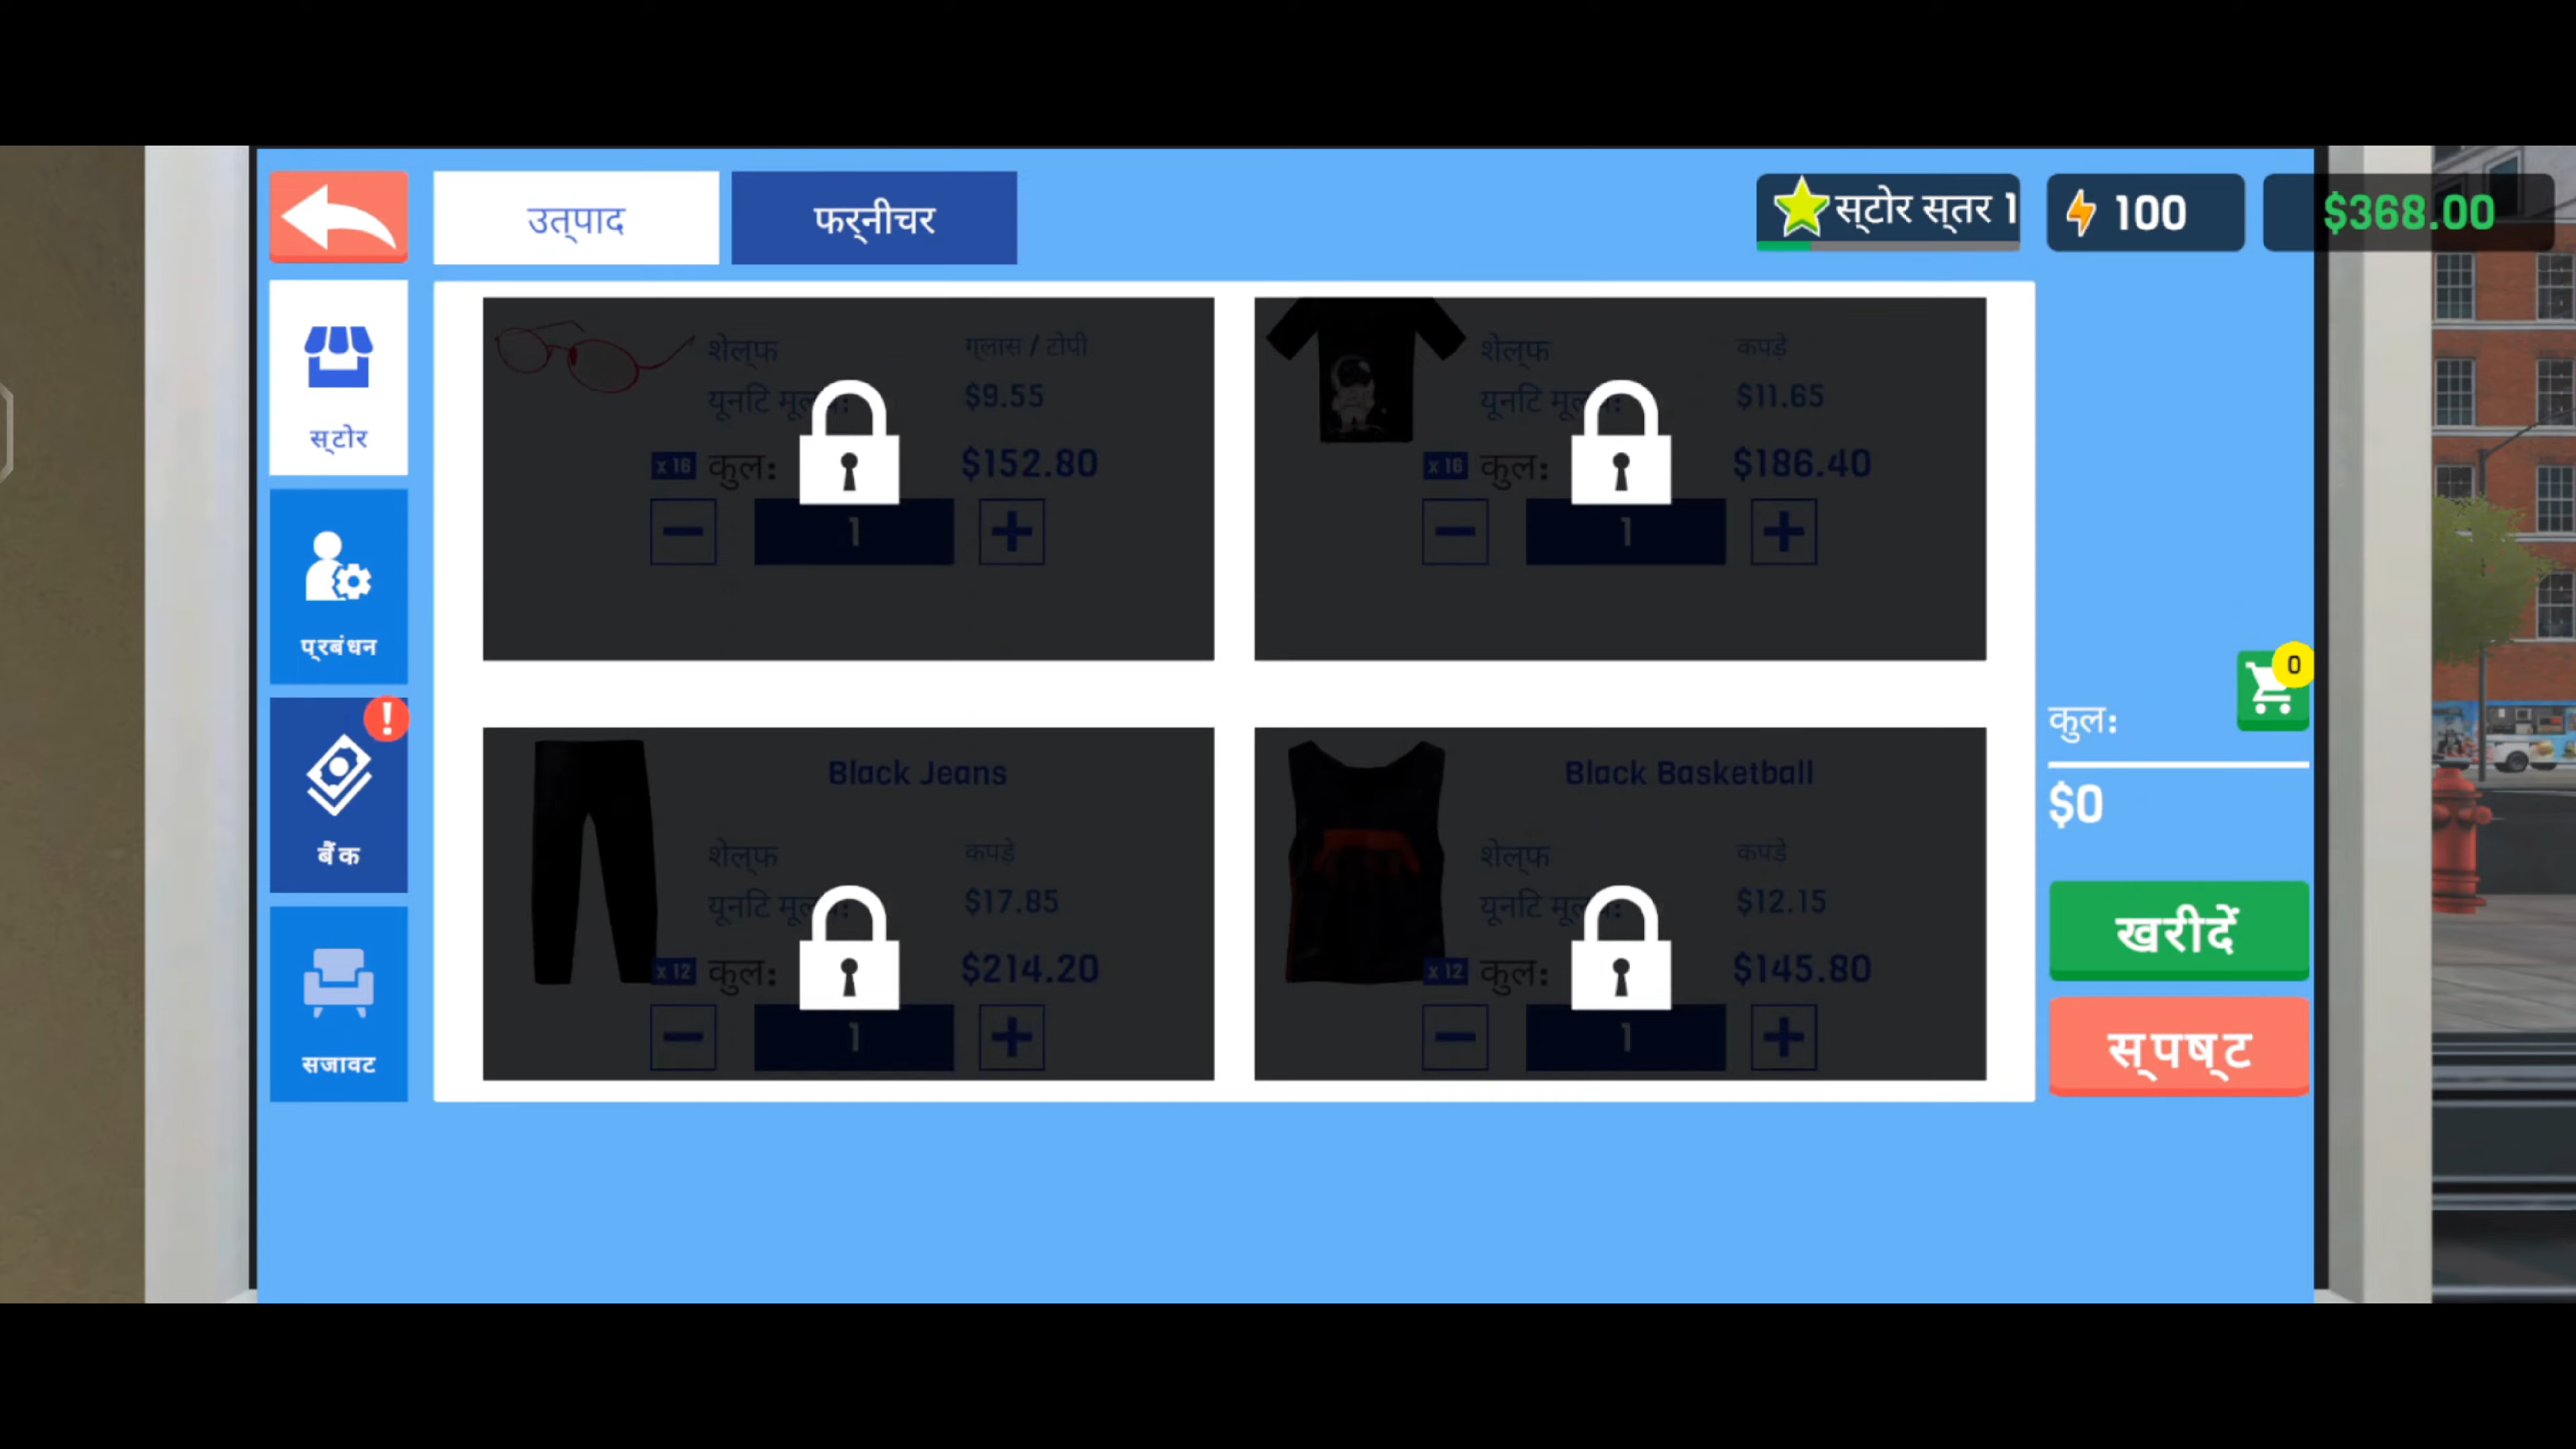 उत्पाद
फर्नीचर
स्टोर स्तर 1
100
$368.00
स्टोर
प्रबंधन
!
बैंक
सजावट
शेल्फ ग्लास / टोपी
यूनिट $9.55
x 16 कुल: $152.80
1
शेल्फ कपड़े
यूनिट $11.65
x 16 कुल: $186.40
1
Black Jeans
शेल्फ कपड़े
यूनिट $17.85
x 12 कुल: $214.20
1
Black Basketball
शेल्फ कपड़े
यूनिट $12.15
x 12 कुल: $145.80
1
0
कुल:
$0
खरीदें
स्पष्ट